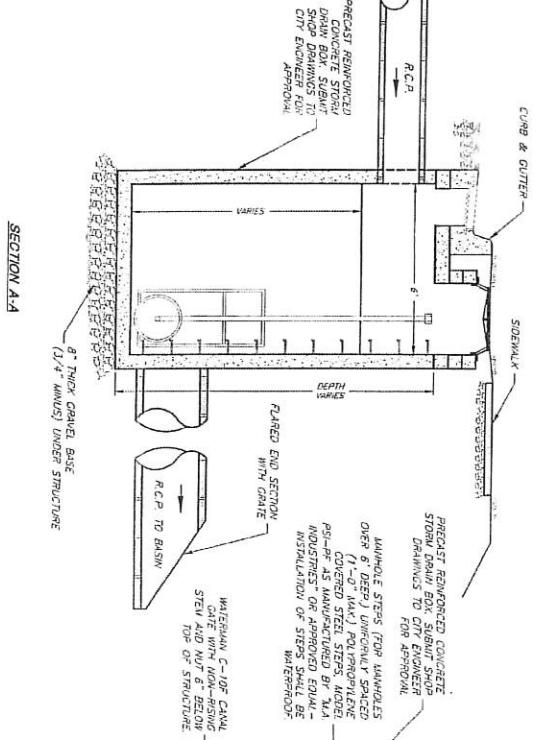 PRECAST REINFORCED
CONCRETE STORM
DRAIN BOX. SUBMIT
SHOP DRAWINGS TO
CITY ENGINEER FOR
APPROVAL
R.C.P.
CURB & GUTTER
SIDEWALK
VARIES
6'
DEPTH
VARIES
FLARED END SECTION
WITH GRATE
R.C.P. TO BASIN
8" THICK GRAVEL BASE
(3/4" MINUS) UNDER STRUCTURE
PRECAST REINFORCED CONCRETE
STORM DRAIN BOX. SUBMIT SHOP
DRAWINGS TO CITY ENGINEER
FOR APPROVAL
MANHOLE STEPS (FOR MANHOLES
OVER 6' DEEP.) UNIFORMLY SPACED
(1'-0" MAX.) POLYPROPYLENE
COVERED STEEL STEPS, MODEL
PSI-PF AS MANUFACTURED BY "M.A.
INDUSTRIES" OR APPROVED EQUAL -
INSTALLATION OF STEPS SHALL BE
WATERPROOF.
WATERMAN C-10F CANAL
GATE WITH NON-RISING
STEM AND NUT 6" BELOW
TOP OF STRUCTURE.
SECTION A-A